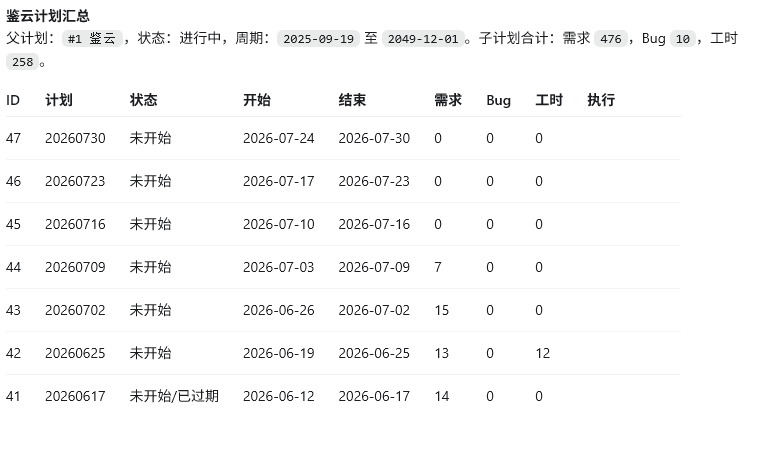 鉴云计划汇总
父计划：#1 鉴云，状态：进行中，周期：2025-09-19 至 2049-12-01。子计划合计：需求 476，Bug 10，工时
258。
ID 计划 状态 开始 结束 需求 Bug 工时 执行
47 20260730 未开始 2026-07-24 2026-07-30 0 0 0
46 20260723 未开始 2026-07-17 2026-07-23 0 0 0
45 20260716 未开始 2026-07-10 2026-07-16 0 0 0
44 20260709 未开始 2026-07-03 2026-07-09 7 0 0
43 20260702 未开始 2026-06-26 2026-07-02 15 0 0
42 20260625 未开始 2026-06-19 2026-06-25 13 0 12
41 20260617 未开始/已过期 2026-06-12 2026-06-17 14 0 0